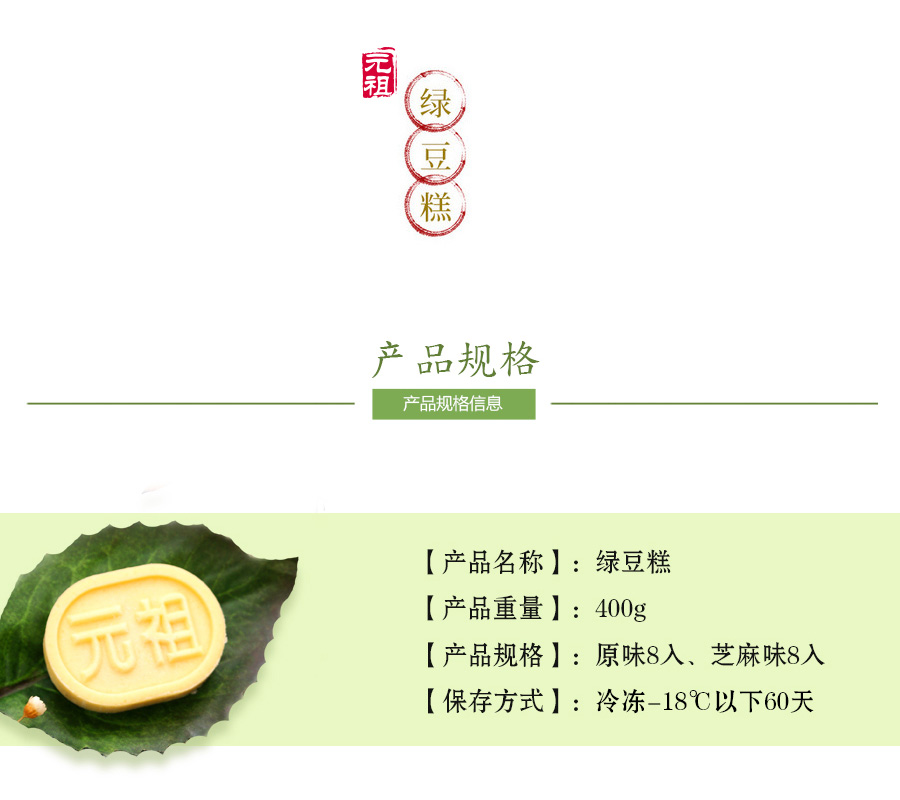 元祖
绿豆糕
产品规格
产品规格信息
元祖
【产品名称】：绿豆糕
【产品重量】：400g
【产品规格】：原味8入、芝麻味8入
【保存方式】：冷冻-18℃以下60天